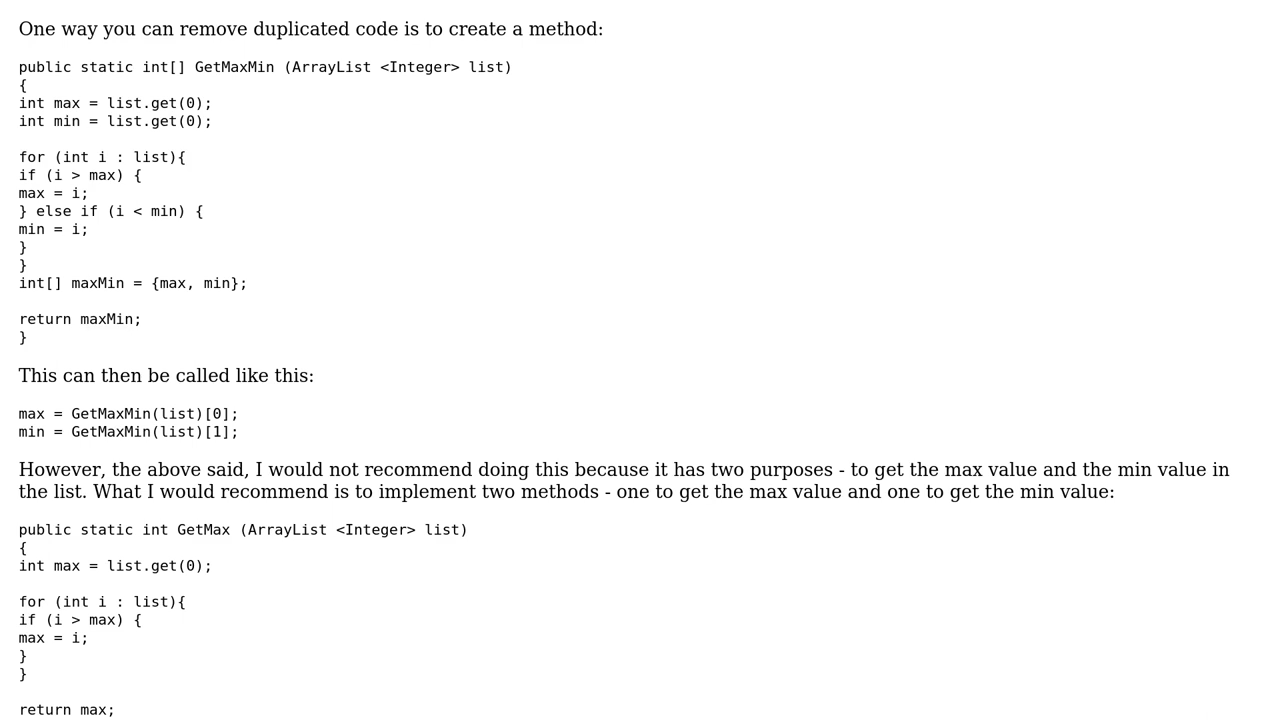 One way you can remove duplicated code is to create a method:
public static int[] GetMaxMin (ArrayList <Integer> list)
{
int max = list.get(0);
int min = list.get(0);
for (int i : list){
if (i > max) {
max = i;
} else if (i < min) {
min = i;
}
}
int[] maxMin = {max, min};
return maxMin;
}
This can then be called like this:
max = GetMaxMin(list)[0];
min = GetMaxMin(list)[1];
However, the above said, I would not recommend doing this because it has two purposes - to get the max value and the min value in
the list. What I would recommend is to implement two methods - one to get the max value and one to get the min value:
public static int GetMax (ArrayList <Integer> list)
{
int max = list.get(0);
for (int i : list){
if (i > max) {
max = i;
}
}
return max;